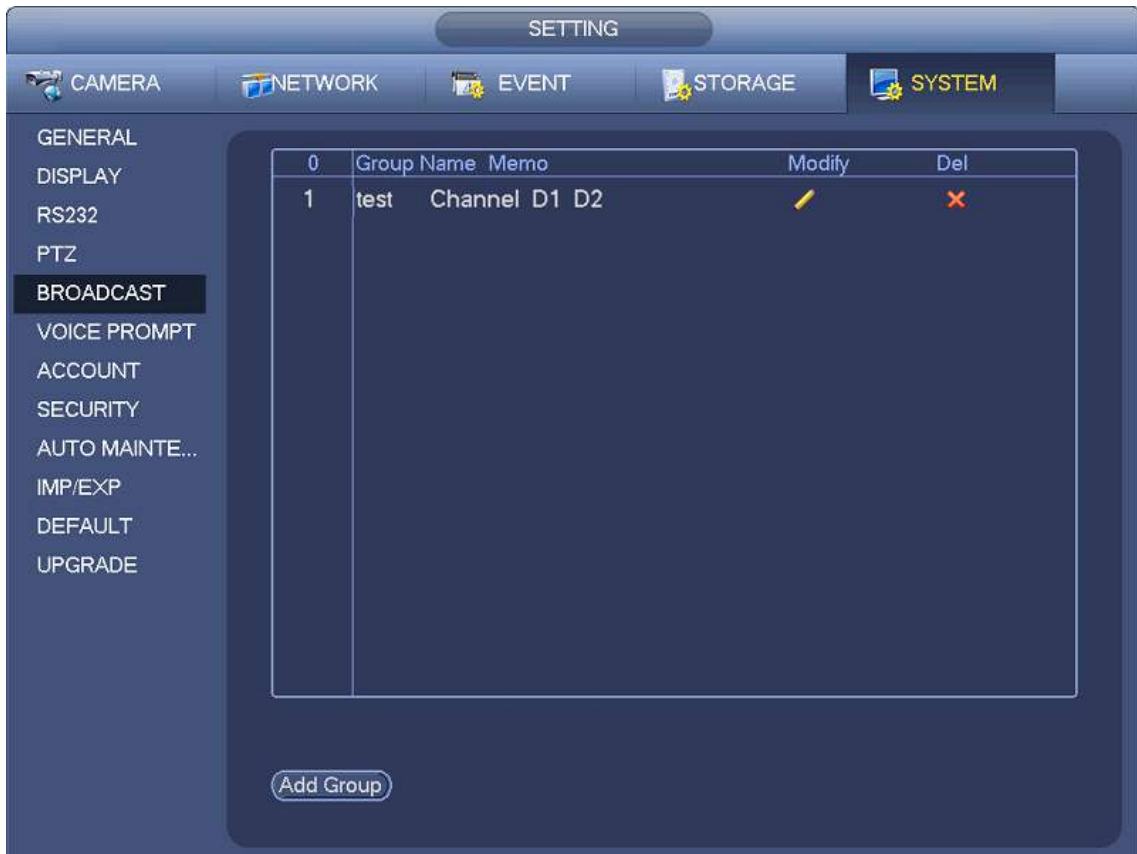 SETTING
CAMERA NETWORK EVENT STORAGE SYSTEM
GENERAL
DISPLAY
RS232
PTZ
BROADCAST
VOICE PROMPT
ACCOUNT
SECURITY
AUTO MAINTE...
IMP/EXP
DEFAULT
UPGRADE
0 Group Name Memo Modify Del
1 test Channel D1 D2
Add Group